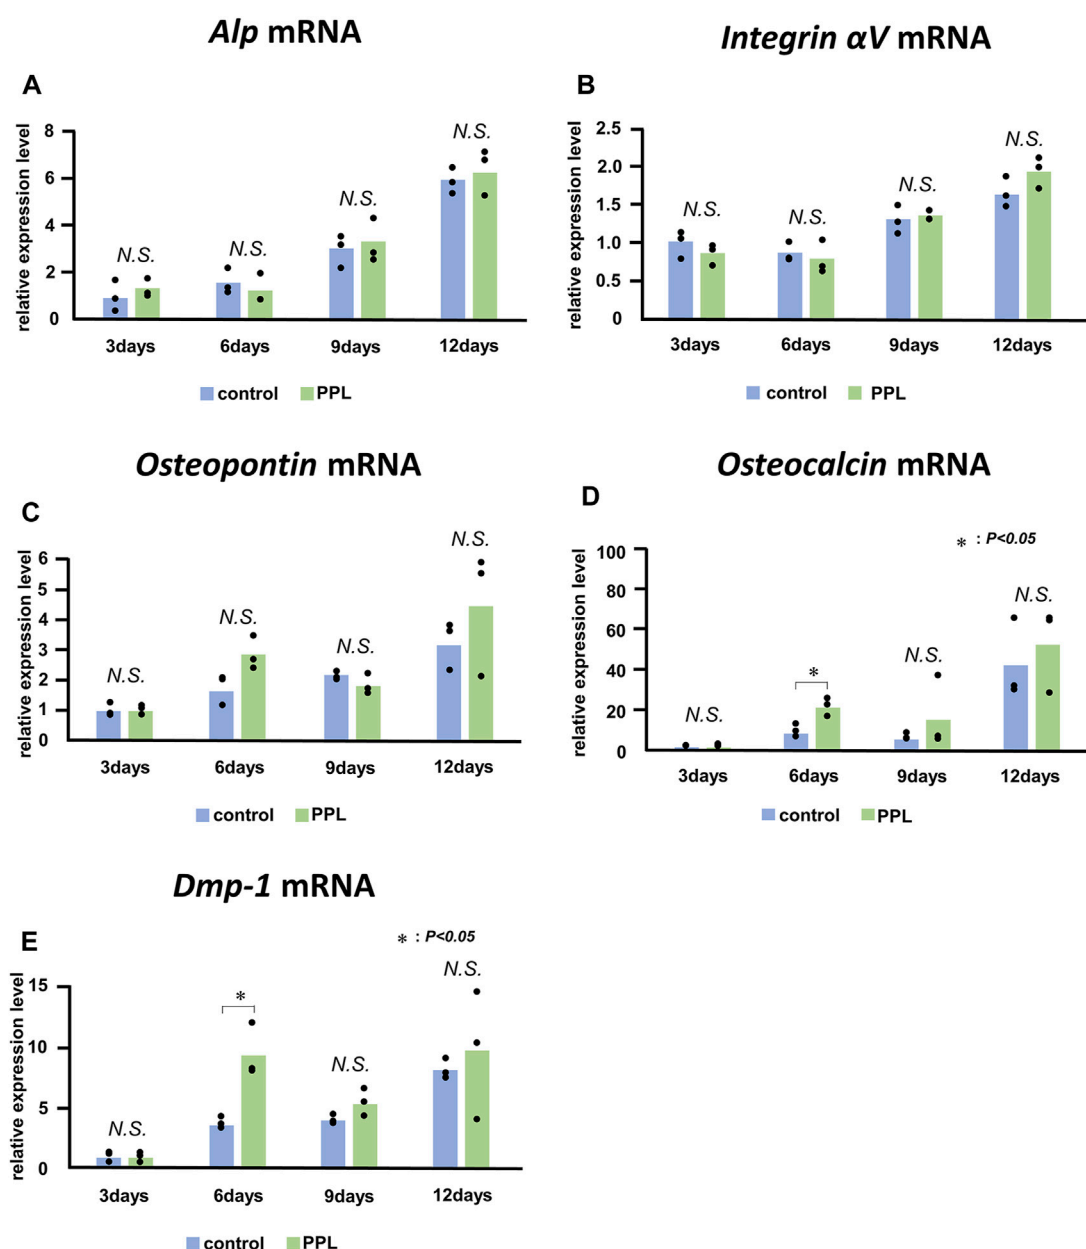 Alp mRNA
Integrin αV mRNA
A
relative expression level
8
6
4
2
0
N.S.
N.S.
N.S.
N.S.
3days 6days 9days 12days
control PPL
B
relative expression level
2.5
2.0
1.5
1.0
0.5
0
N.S.
N.S.
N.S.
N.S.
3days 6days 9days 12days
control PPL
Osteopontin mRNA
Osteocalcin mRNA
C
relative expression level
6
5
4
3
2
1
0
N.S.
N.S.
N.S.
N.S.
3days 6days 9days 12days
control PPL
D
* : P<0.05
relative expression level
100
80
60
40
20
0
N.S.
*
N.S.
N.S.
3days 6days 9days 12days
control PPL
Dmp-1 mRNA
E
* : P<0.05
relative expression level
15
10
5
0
N.S.
*
N.S.
N.S.
3days 6days 9days 12days
control PPL